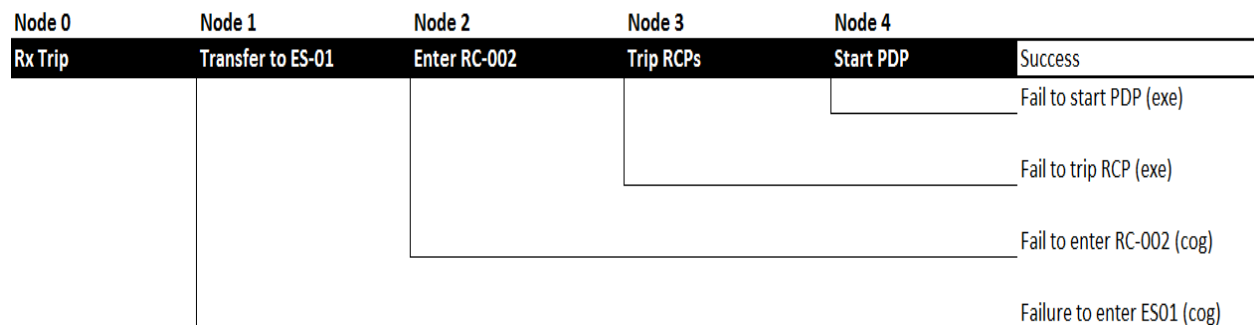 Node 0 Node 1 Node 2 Node 3 Node 4
Rx Trip Transfer to ES-01 Enter RC-002 Trip RCPs Start PDP Success
Fail to start PDP (exe)
Fail to trip RCP (exe)
Fail to enter RC-002 (cog)
Failure to enter ES01 (cog)